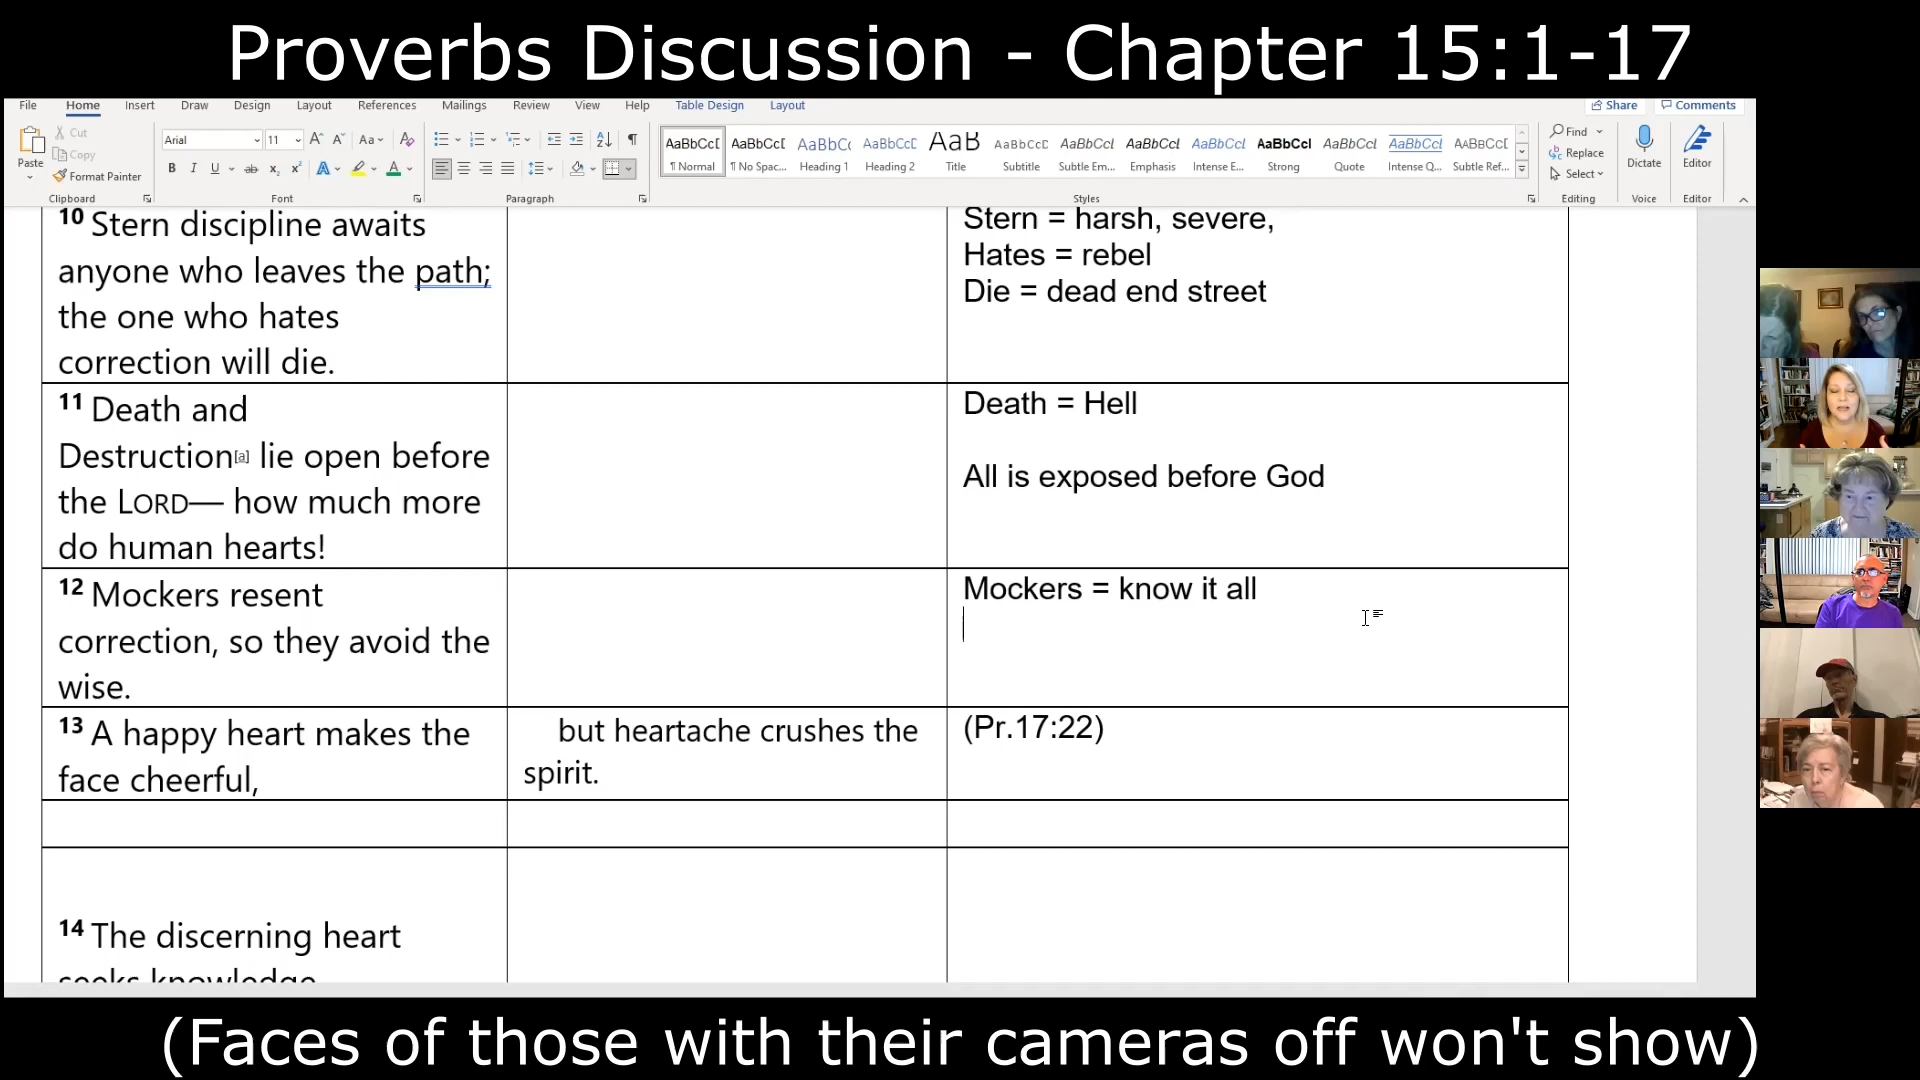 Proverbs Discussion - Chapter 15:1-17
File Home Insert Draw Design Layout References Mailings Review View Help Table Design Layout Share Comments
Paste
Cut
Copy
Format Painter
Clipboard
Arial 11
Font
Paragraph
AaBbCcI AaBbCcI AaBbC( AaBbCcD AaB AaBbCcD AaBbCcI AaBbCcI AaBbCcI AaBbCcI AaBbCcI AaBbCcI AABBCCD
¶ Normal ¶ No Spac... Heading 1 Heading 2 Title Subtitle Subtle Em... Emphasis Intense E... Strong Quote Intense Q... Subtle Ref...
Styles
Find
Replace
Select
Editing
Dictate
Voice
Editor
Editor
10 Stern discipline awaits
anyone who leaves the path;
the one who hates
correction will die.
Stern = harsh, severe,
Hates = rebel
Die = dead end street
11 Death and
Destruction[a] lie open before
the LORD— how much more
do human hearts!
Death = Hell
All is exposed before God
12 Mockers resent
correction, so they avoid the
wise.
Mockers = know it all
13 A happy heart makes the
face cheerful,
but heartache crushes the
spirit.
(Pr.17:22)
14 The discerning heart
seeks knowledge
(Faces of those with their cameras off won't show)